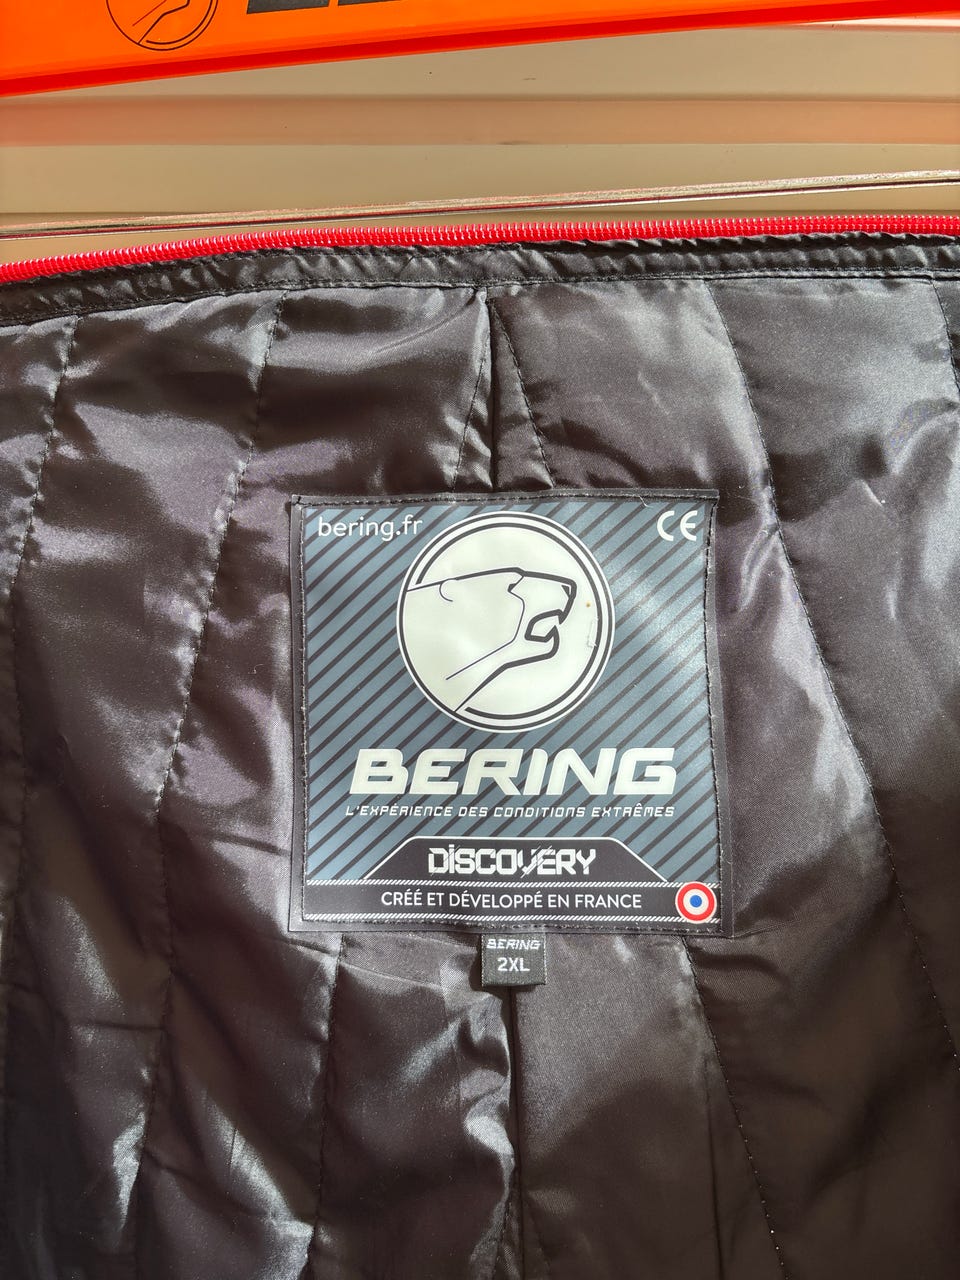 bering.fr
CE
BERING
L'EXPÉRIENCE DES CONDITIONS EXTRÊMES
DISCOVERY
CRÉÉ ET DÉVELOPPÉ EN FRANCE
BERING
2XL